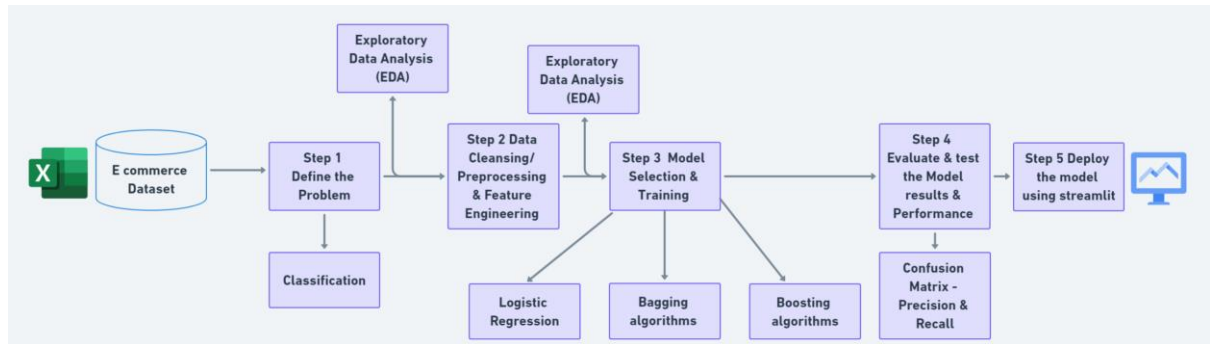 Exploratory
Data Analysis
(EDA)
Exploratory
Data Analysis
(EDA)
X
E commerce
Dataset
Step 1
Define the
Problem
Step 2 Data
Cleansing/
Preprocessing
& Feature
Engineering
Step 3 Model
Selection &
Training
Step 4
Evaluate & test
the Model
results &
Performance
Step 5 Deploy
the model
using streamlit
Classification
Logistic
Regression
Bagging
algorithms
Boosting
algorithms
Confusion
Matrix -
Precision &
Recall